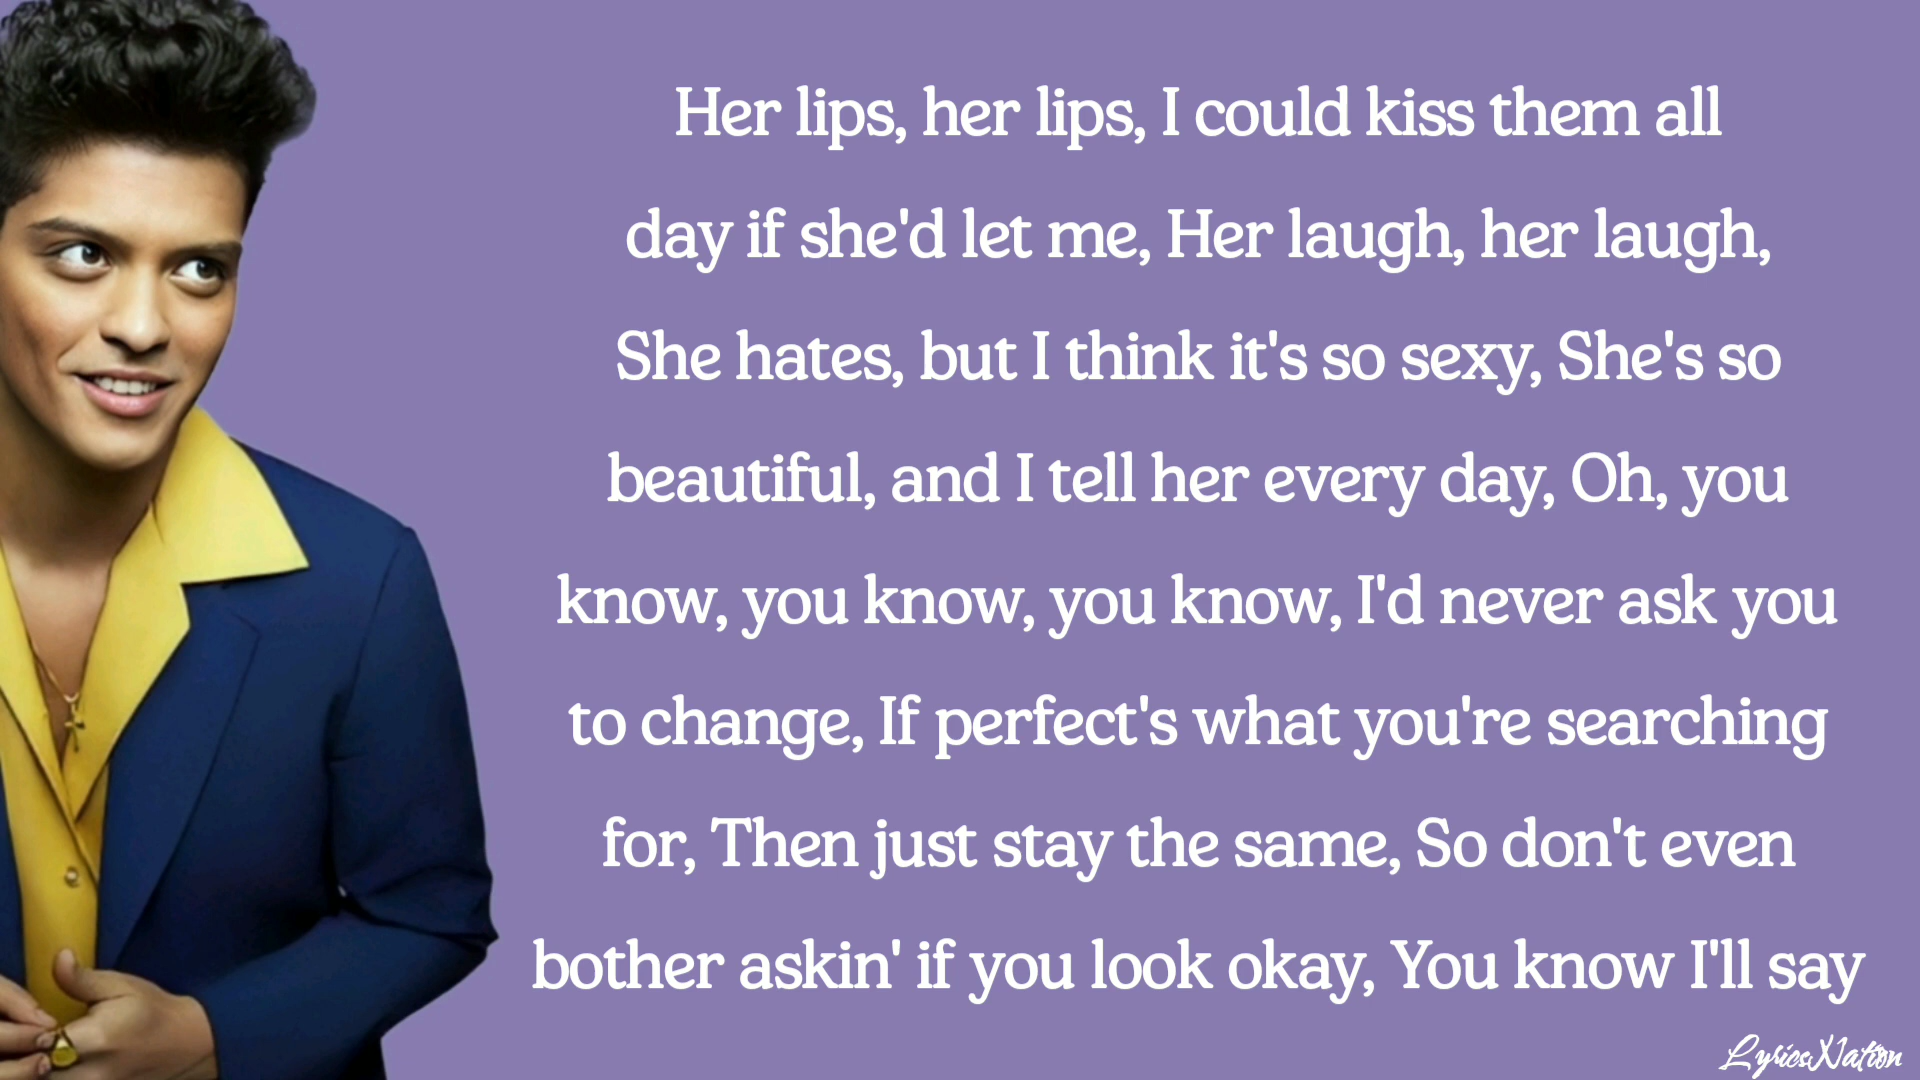 Her lips, her lips, I could kiss them all
day if she'd let me, Her laugh, her laugh,
She hates, but I think it's so sexy, She's so
beautiful, and I tell her every day, Oh, you
know, you know, you know, I'd never ask you
to change, If perfect's what you're searching
for, Then just stay the same, So don't even
bother askin' if you look okay, You know I'll say
LyricsNation